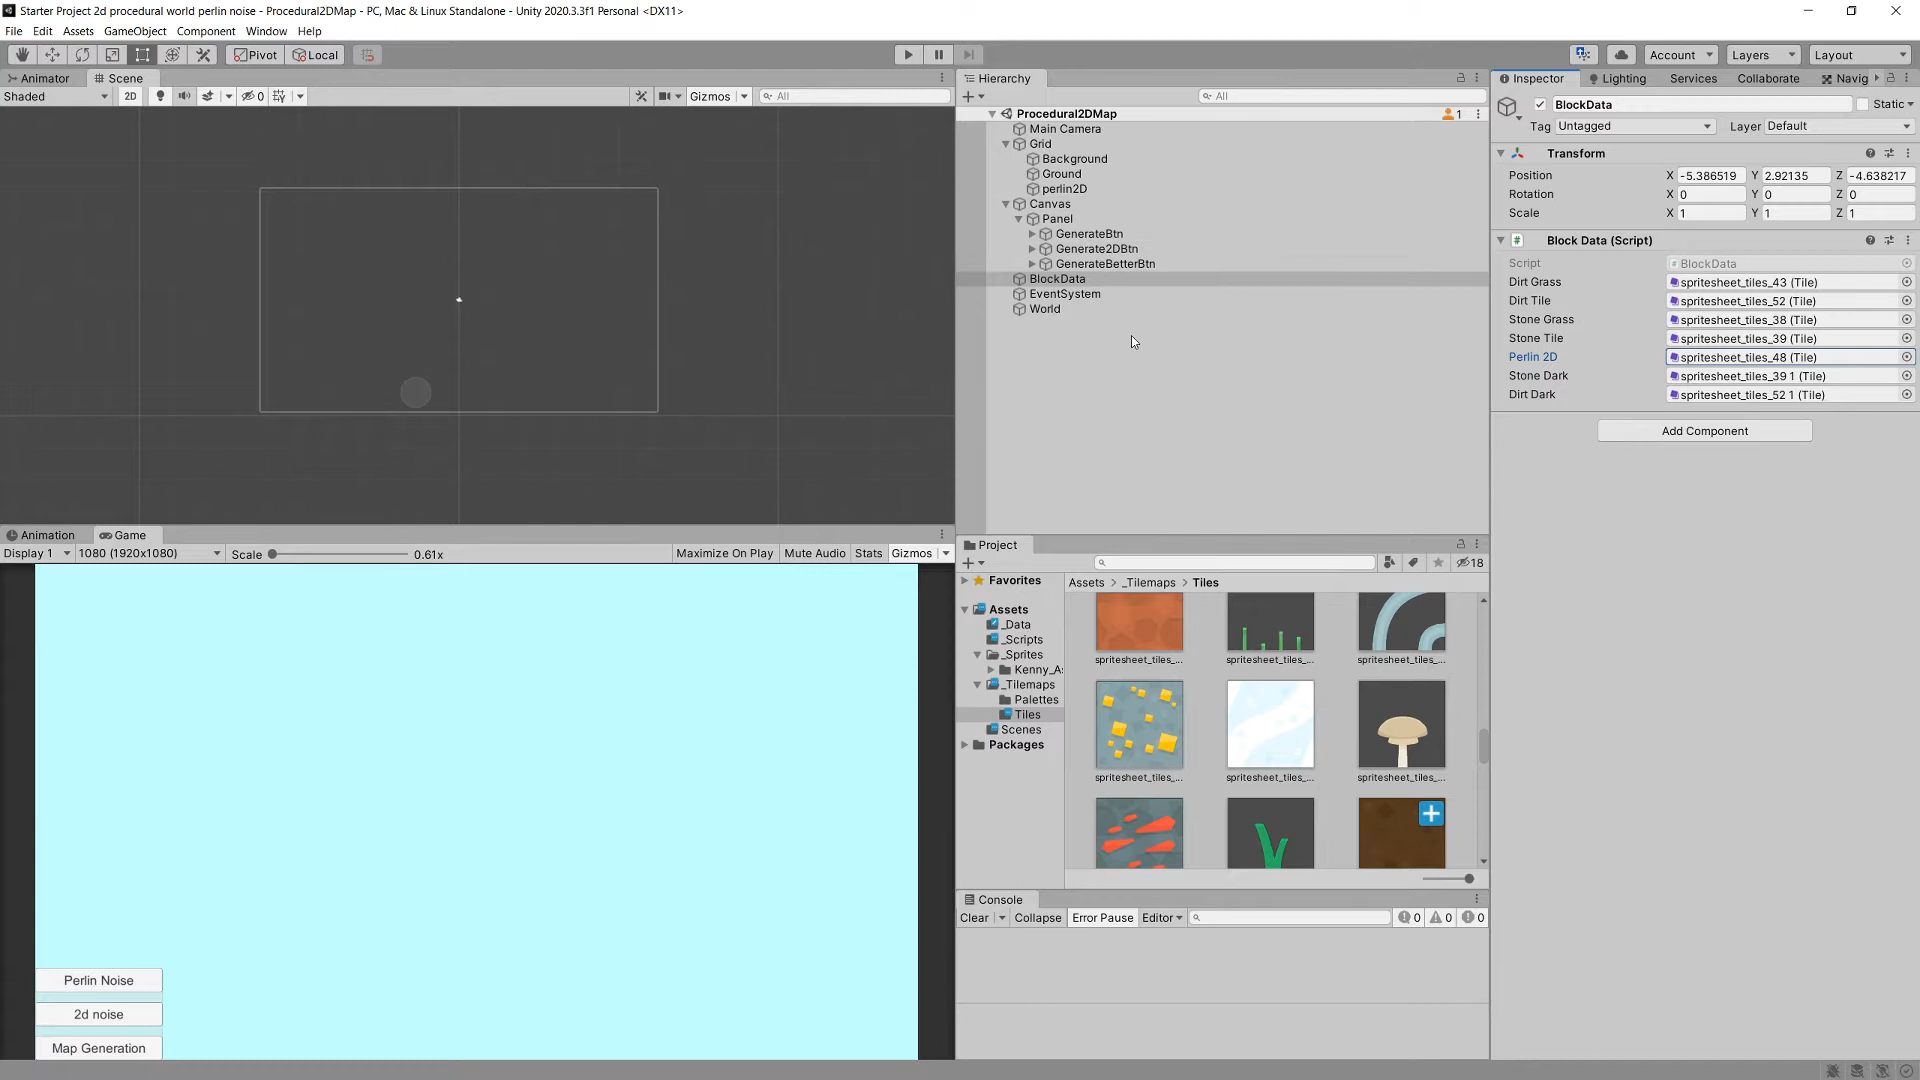 Starter Project 2d procedural world perlin noise - Procedural2DMap - PC, Mac & Linux Standalone - Unity 2020.3.3f1 Personal <DX11>
File Edit Assets GameObject Component Window Help
Pivot Local Account Layers Layout
Animator Scene
Shaded 2D 0 Gizmos All
Hierarchy
All
Procedural2DMap 1
Main Camera
Grid
Background
Ground
perlin2D
Canvas
Panel
GenerateBtn
Generate2DBtn
GenerateBetterBtn
BlockData
EventSystem
World
Inspector Lighting Services Collaborate Navig
BlockData Static
Tag Untagged Layer Default
Transform
Position X -5.386519 Y 2.92135 Z -4.638217
Rotation X 0 Y 0 Z 0
Scale X 1 Y 1 Z 1
Block Data (Script)
Script BlockData
Dirt Grass spritesheet_tiles_43 (Tile)
Dirt Tile spritesheet_tiles_52 (Tile)
Stone Grass spritesheet_tiles_38 (Tile)
Stone Tile spritesheet_tiles_39 (Tile)
Perlin 2D spritesheet_tiles_48 (Tile)
Stone Dark spritesheet_tiles_39 1 (Tile)
Dirt Dark spritesheet_tiles_52 1 (Tile)
Add Component
Animation Game
Display 1 1080 (1920x1080) Scale 0.61x Maximize On Play Mute Audio Stats Gizmos
Perlin Noise
2d noise
Map Generation
Project
18
Favorites
Assets
_Data
_Scripts
_Sprites
Kenny_A
_Tilemaps
Palettes
Tiles
Scenes
Packages
Assets > _Tilemaps > Tiles
spritesheet_tiles_... spritesheet_tiles_... spritesheet_tiles_...
spritesheet_tiles_... spritesheet_tiles_... spritesheet_tiles_...
Console
Clear Collapse Error Pause Editor 0 0 0